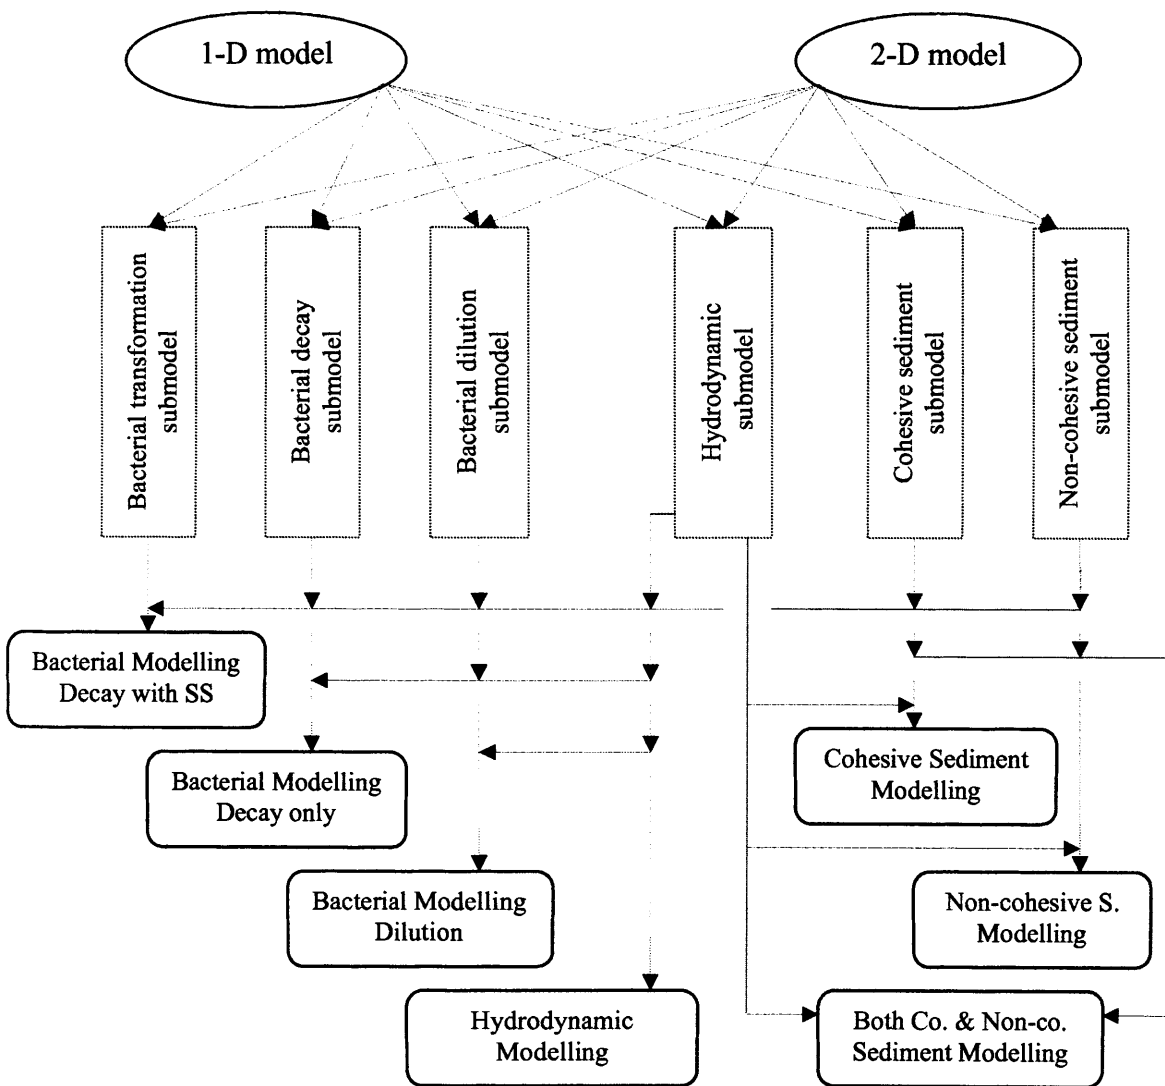 1-D model
2-D model
Bacterial transformation
submodel
Bacterial decay
submodel
Bacterial dilution
submodel
Hydrodynamic
submodel
Cohesive sediment
submodel
Non-cohesive sediment
submodel
Bacterial Modelling
Decay with SS
Bacterial Modelling
Decay only
Bacterial Modelling
Dilution
Hydrodynamic
Modelling
Cohesive Sediment
Modelling
Non-cohesive S.
Modelling
Both Co. & Non-co.
Sediment Modelling